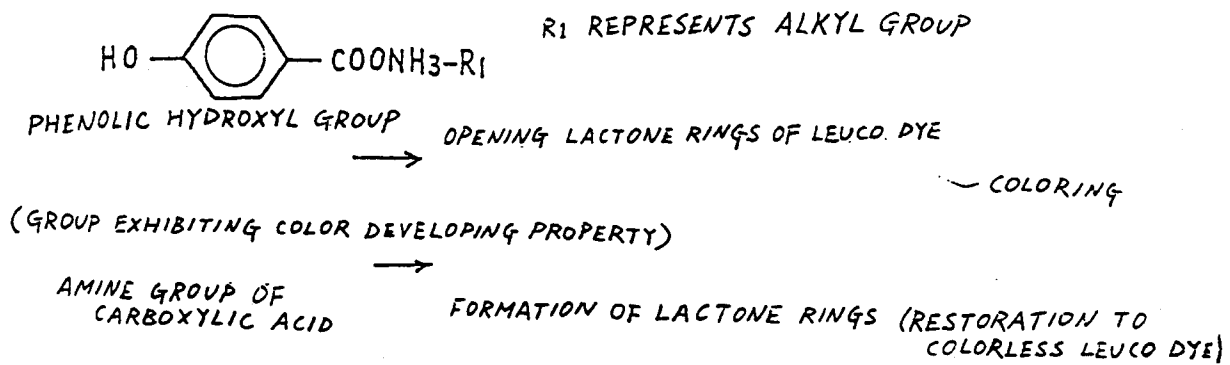 R1 REPRESENTS ALKYL GROUP
HO COONH3-R1
PHENOLIC HYDROXYL GROUP
OPENING LACTONE RINGS OF LEUCO DYE
COLORING
(GROUP EXHIBITING COLOR DEVELOPING PROPERTY)
AMINE GROUP OF
CARBOXYLIC ACID
FORMATION OF LACTONE RINGS (RESTORATION TO
COLORLESS LEUCO DYE)